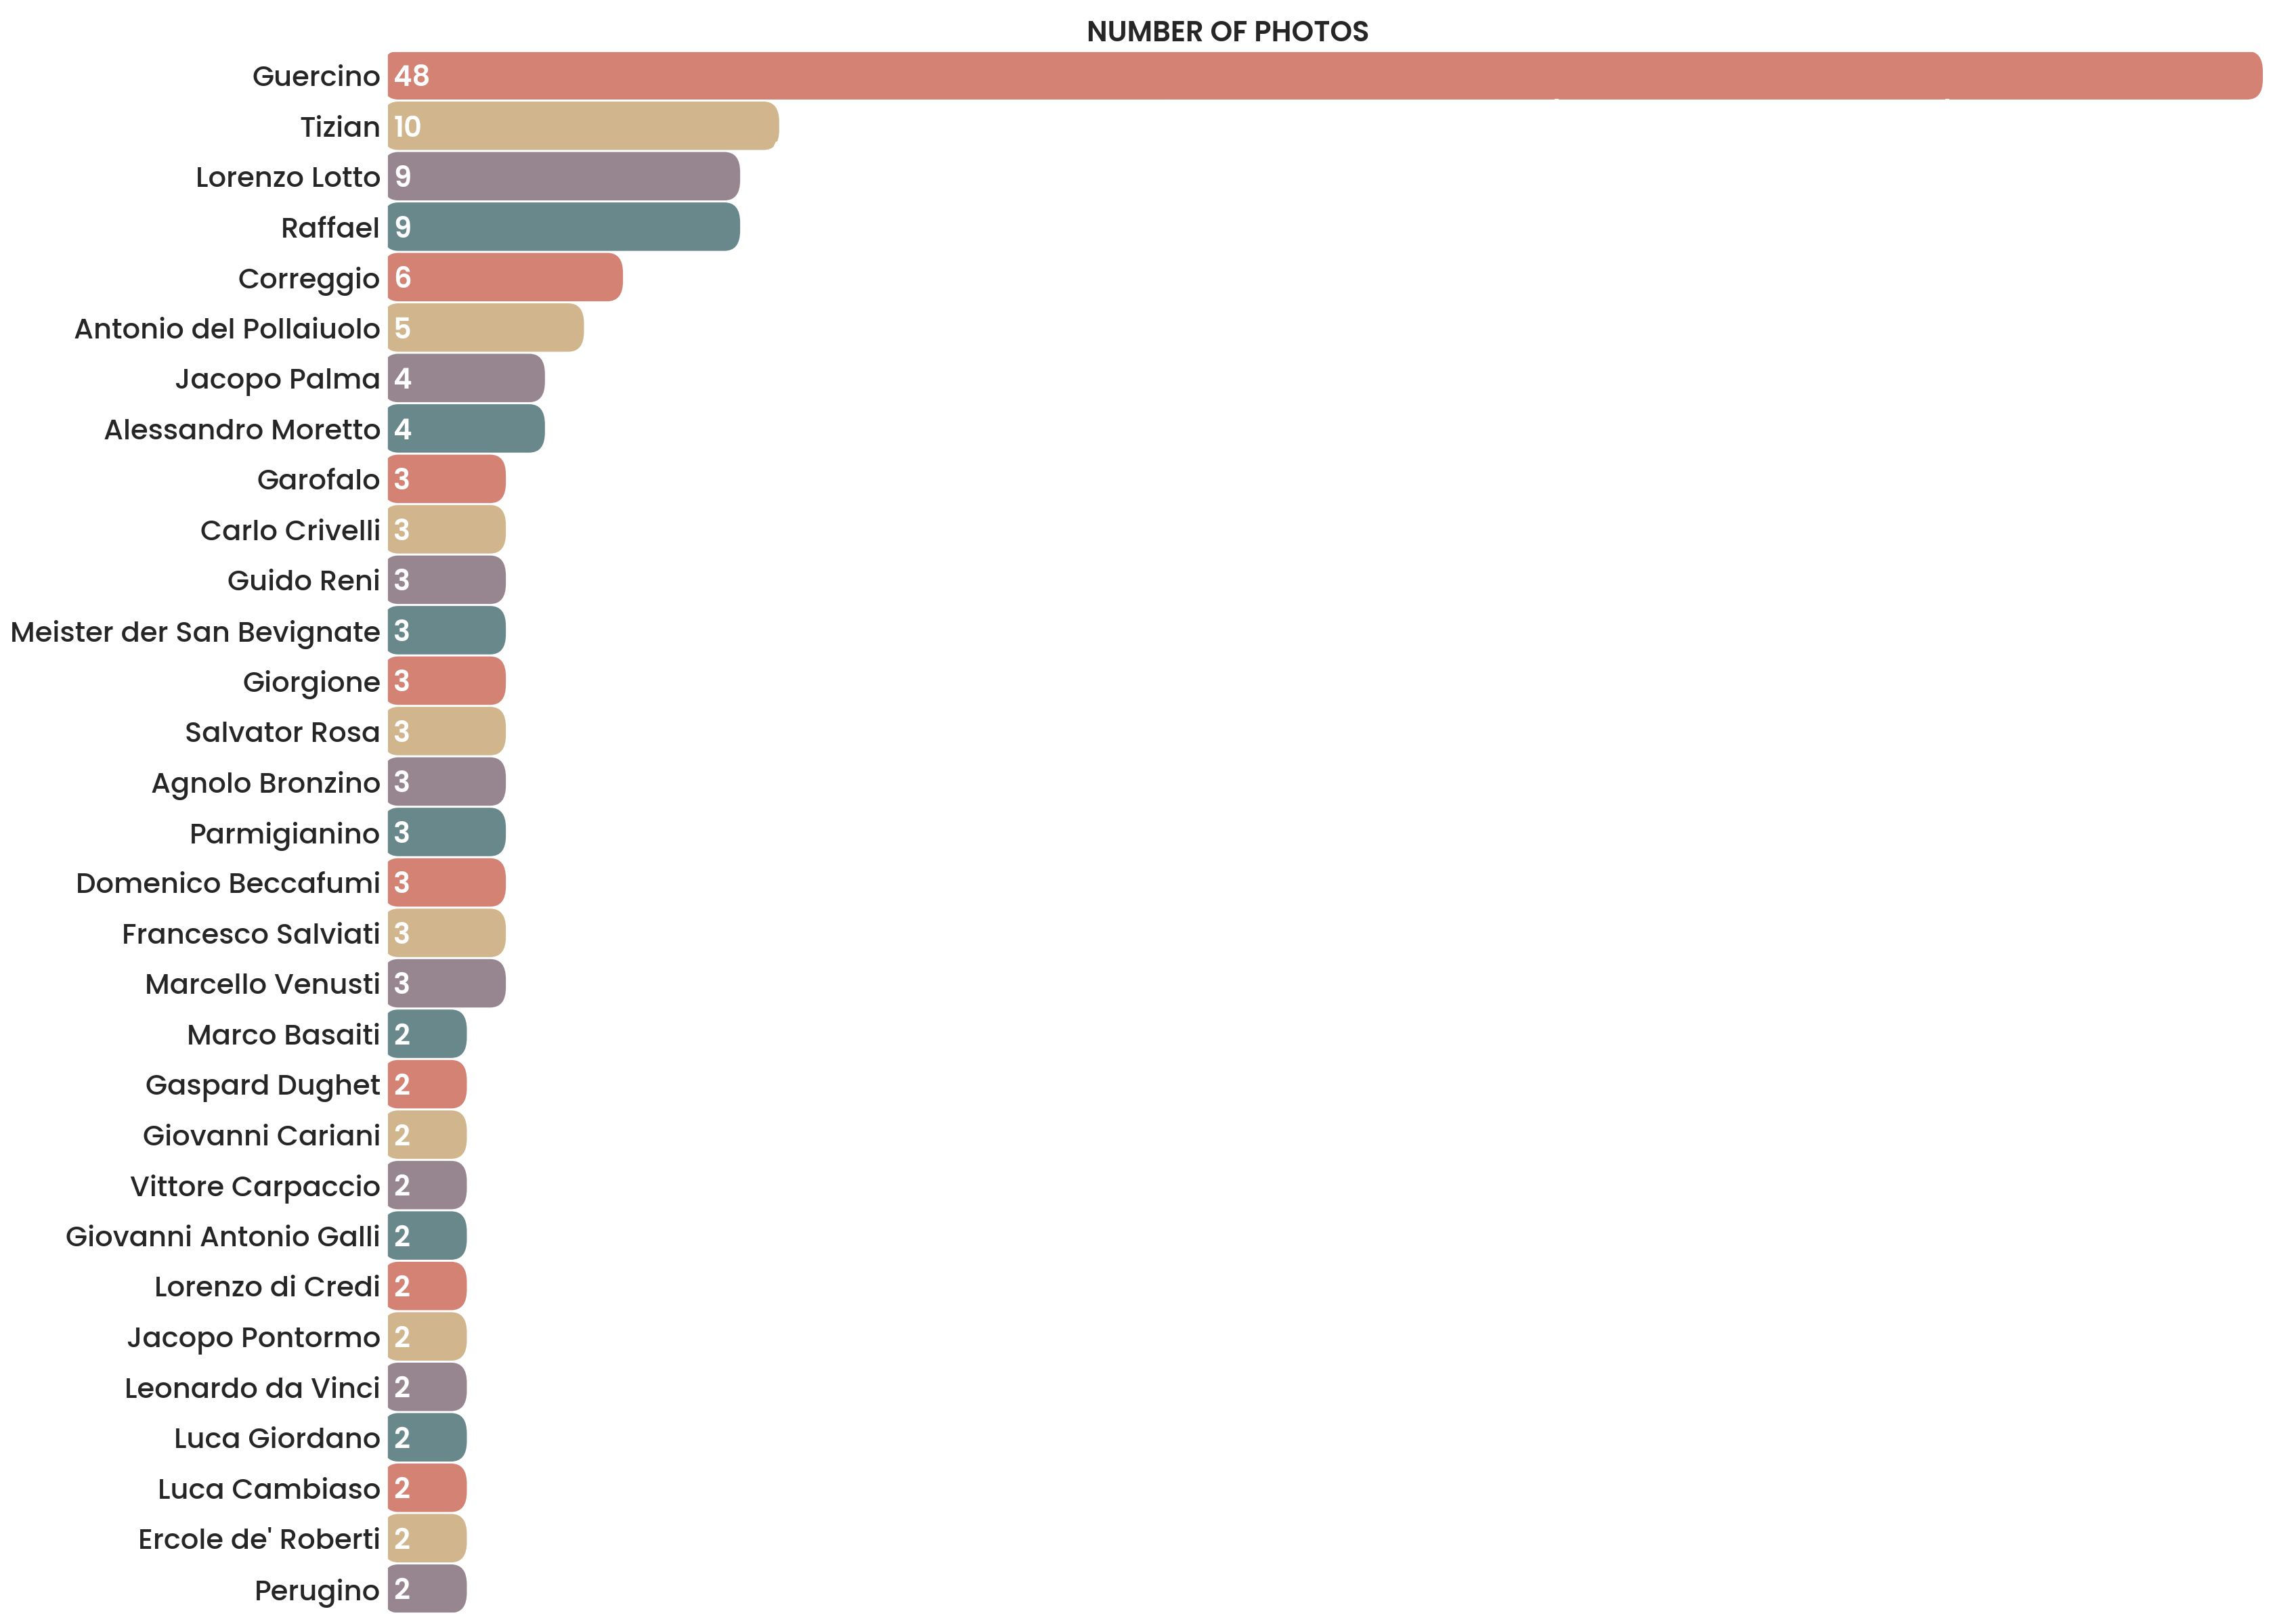 NUMBER OF PHOTOS
Guercino 48
Tizian 10
Lorenzo Lotto 9
Raffael 9
Correggio 6
Antonio del Pollaiuolo 5
Jacopo Palma 4
Alessandro Moretto 4
Garofalo 3
Carlo Crivelli 3
Guido Reni 3
Meister der San Bevignate 3
Giorgione 3
Salvator Rosa 3
Agnolo Bronzino 3
Parmigianino 3
Domenico Beccafumi 3
Francesco Salviati 3
Marcello Venusti 3
Marco Basaiti 2
Gaspard Dughet 2
Giovanni Cariani 2
Vittore Carpaccio 2
Giovanni Antonio Galli 2
Lorenzo di Credi 2
Jacopo Pontormo 2
Leonardo da Vinci 2
Luca Giordano 2
Luca Cambiaso 2
Ercole de' Roberti 2
Perugino 2